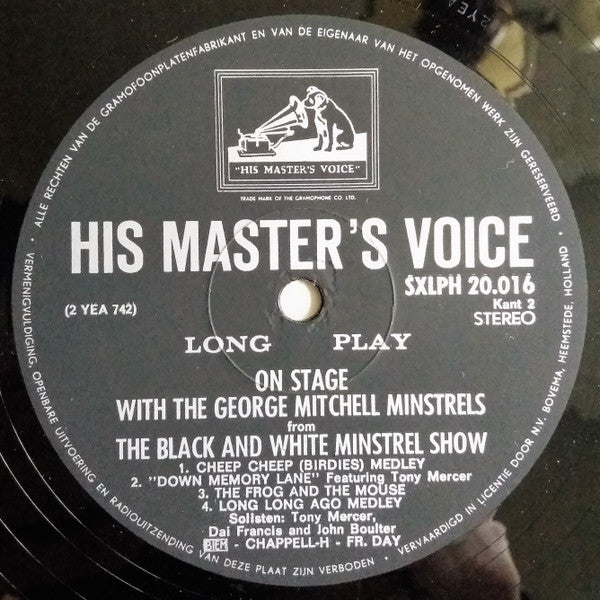 ALLE RECHTEN VAN DE GRAMOFOONPLATENFABRIKANT EN VAN DE EIGENAAR VAN HET OPGENOMEN WERK ZIJN GERESERVEERD
"HIS MASTER'S VOICE"
TRADE MARK OF THE GRAMOPHONE CO LTD.
HIS MASTER'S VOICE
SXLPH 20.016
Kant 2
(2 YEA 742)
STEREO
LONG PLAY
ON STAGE
WITH THE GEORGE MITCHELL MINSTRELS
from
THE BLACK AND WHITE MINSTREL SHOW
1. CHEEP CHEEP (BIRDIES) MEDLEY
2. "DOWN MEMORY LANE" Featuring Tony Mercer
3. THE FROG AND THE MOUSE
4. LONG LONG AGO MEDLEY
Solisten: Tony Mercer,
Dai Francis and John Boulter
BIEM - CHAPPELL-H - FR. DAY
VERMENIGVULDIGING, OPENBARE UITVOERING EN RADIOUITZENDING VAN DEZE PLAAT ZIJN VERBODEN • VERVAARDIGD IN LICENTIE DOOR N.V. BOVEMA, HEEMSTEDE, HOLLAND •